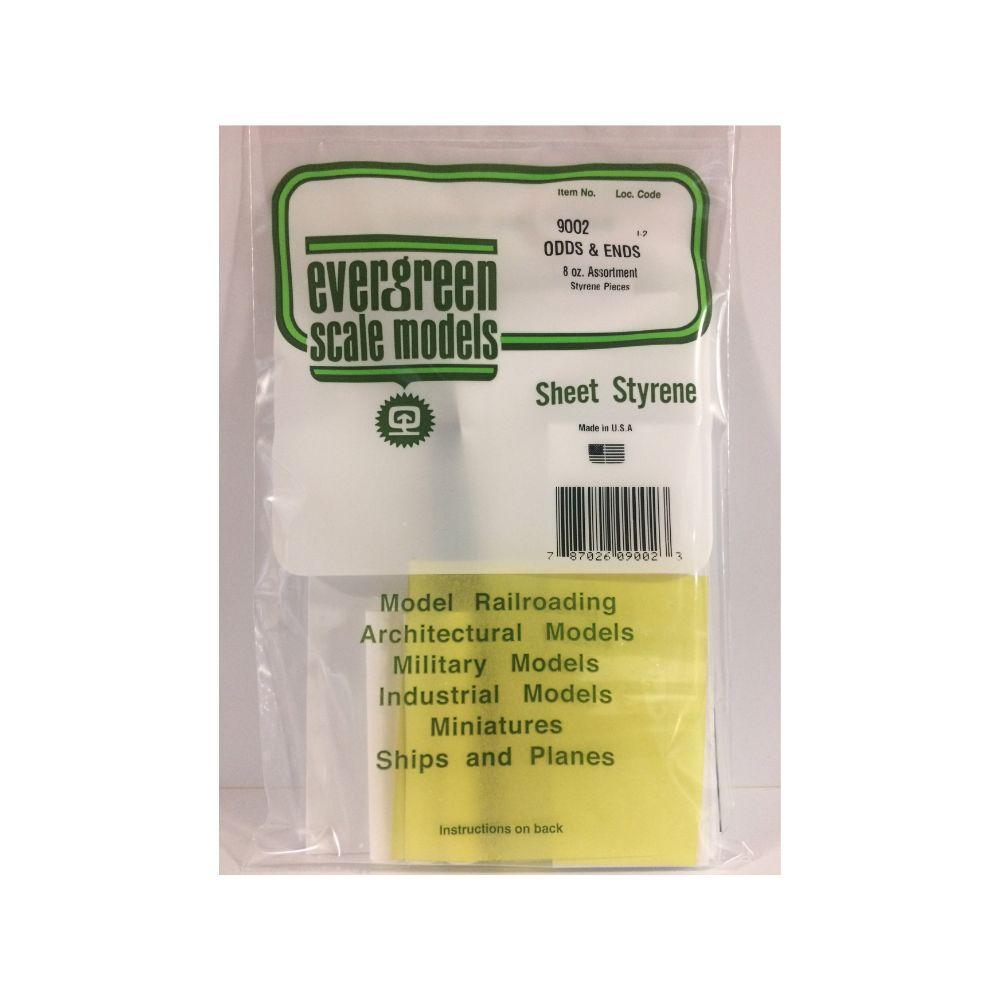 Item No. Loc. Code
9002
ODDS & ENDS
8 oz. Assortment
Styrene Pieces
evergreen
scale models
Sheet Styrene
Made in U.S.A
7 87026 09002 3
Model Railroading
Architectural Models
Military Models
Industrial Models
Miniatures
Ships and Planes
Instructions on back